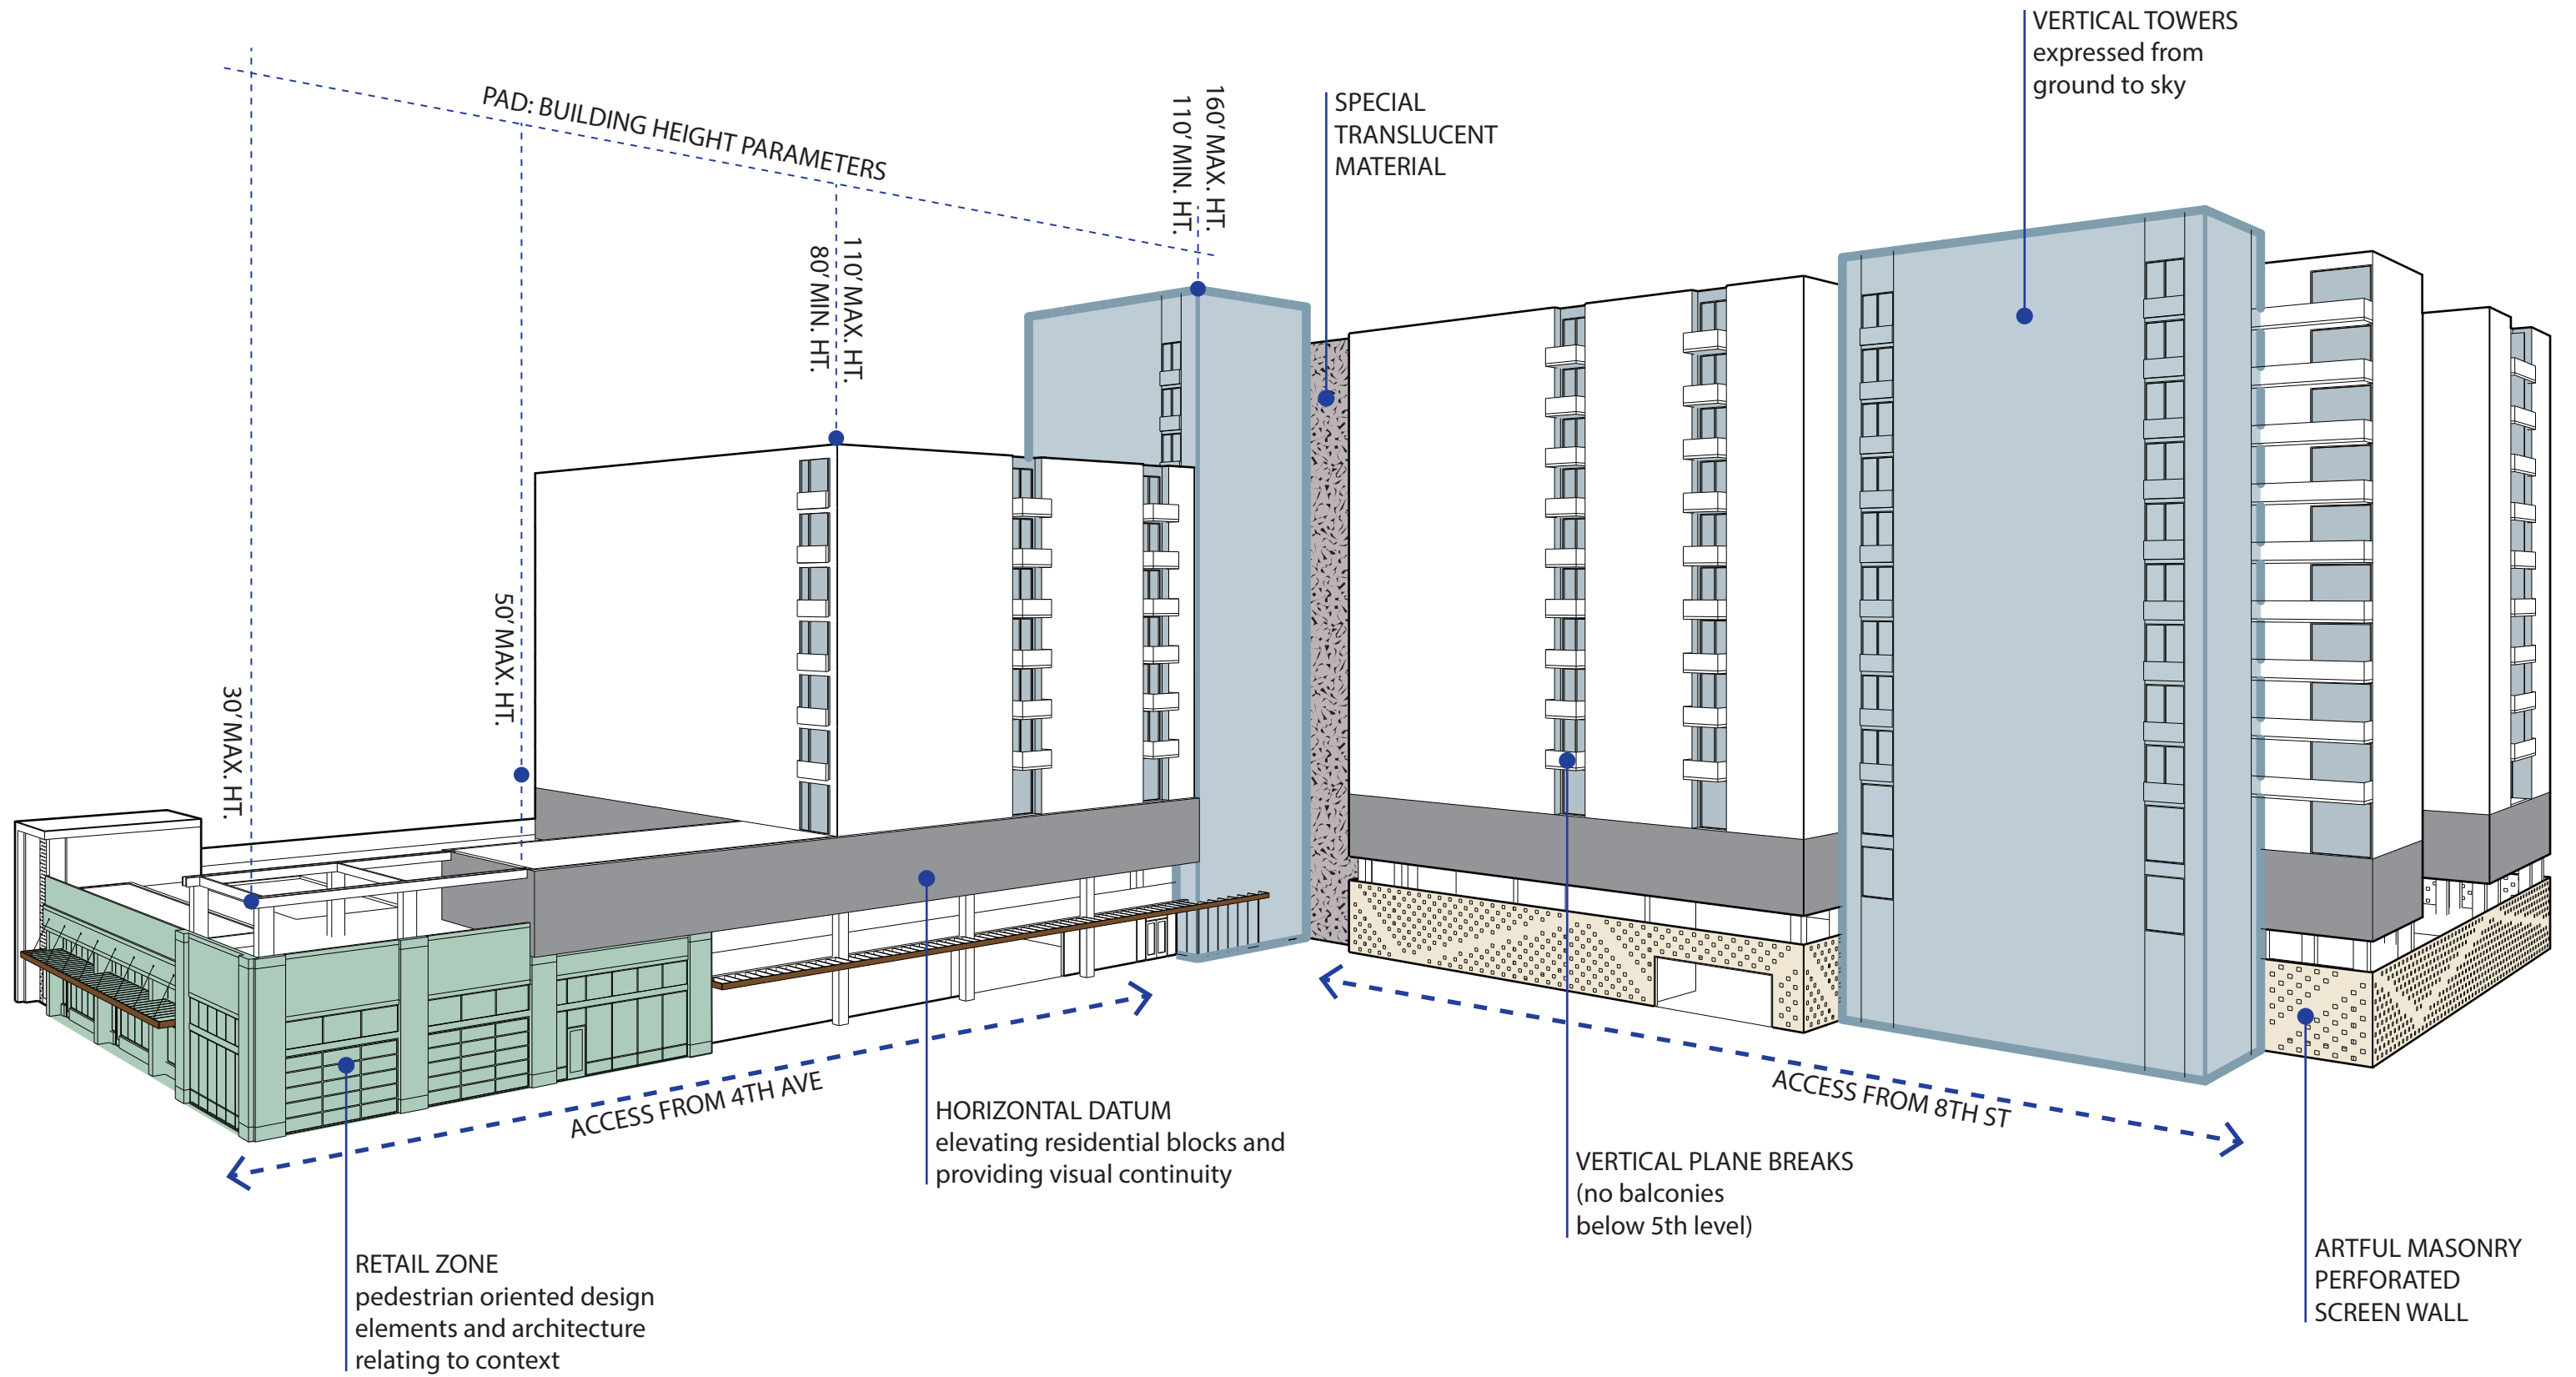 VERTICAL TOWERS
expressed from
ground to sky
PAD: BUILDING HEIGHT PARAMETERS
160’ MAX. HT.
110’ MIN. HT.
SPECIAL
TRANSLUCENT
MATERIAL
110’ MAX. HT.
80’ MIN. HT.
50’ MAX. HT.
30’ MAX. HT.
ACCESS FROM 4TH AVE
ACCESS FROM 8TH ST
HORIZONTAL DATUM
elevating residential blocks and
providing visual continuity
VERTICAL PLANE BREAKS
(no balconies
below 5th level)
RETAIL ZONE
pedestrian oriented design
elements and architecture
relating to context
ARTFUL MASONRY
PERFORATED
SCREEN WALL